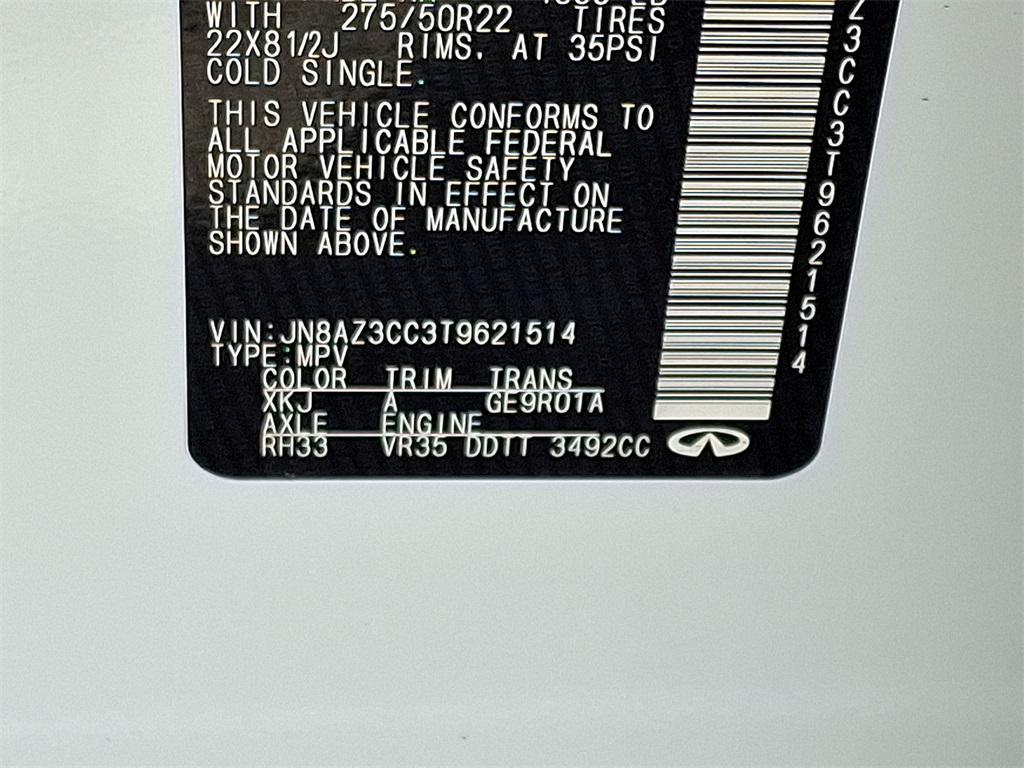 WITH 275/50R22 TIRES
22X81/2J RIMS. AT 35PSI
COLD SINGLE.
THIS VEHICLE CONFORMS TO
ALL APPLICABLE FEDERAL
MOTOR VEHICLE SAFETY
STANDARDS IN EFFECT ON
THE DATE OF MANUFACTURE
SHOWN ABOVE.
VIN:JN8AZ3CC3T9621514
TYPE:MPV
COLOR TRIM TRANS
XKJ A GE9R01A
AXLE ENGINE
RH33 VR35 DDTT 3492CC
Z3CC3T9621514